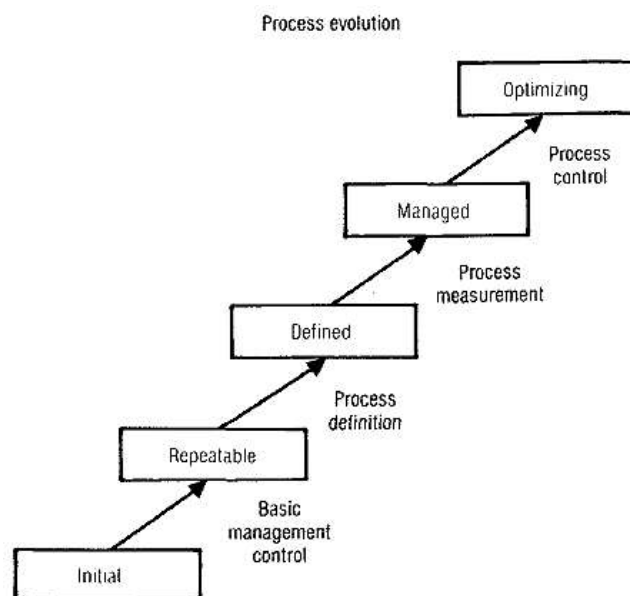 Process evolution
Optimizing
Process
control
Managed
Process
measurement
Defined
Process
definition
Repeatable
Basic
management
control
Initial